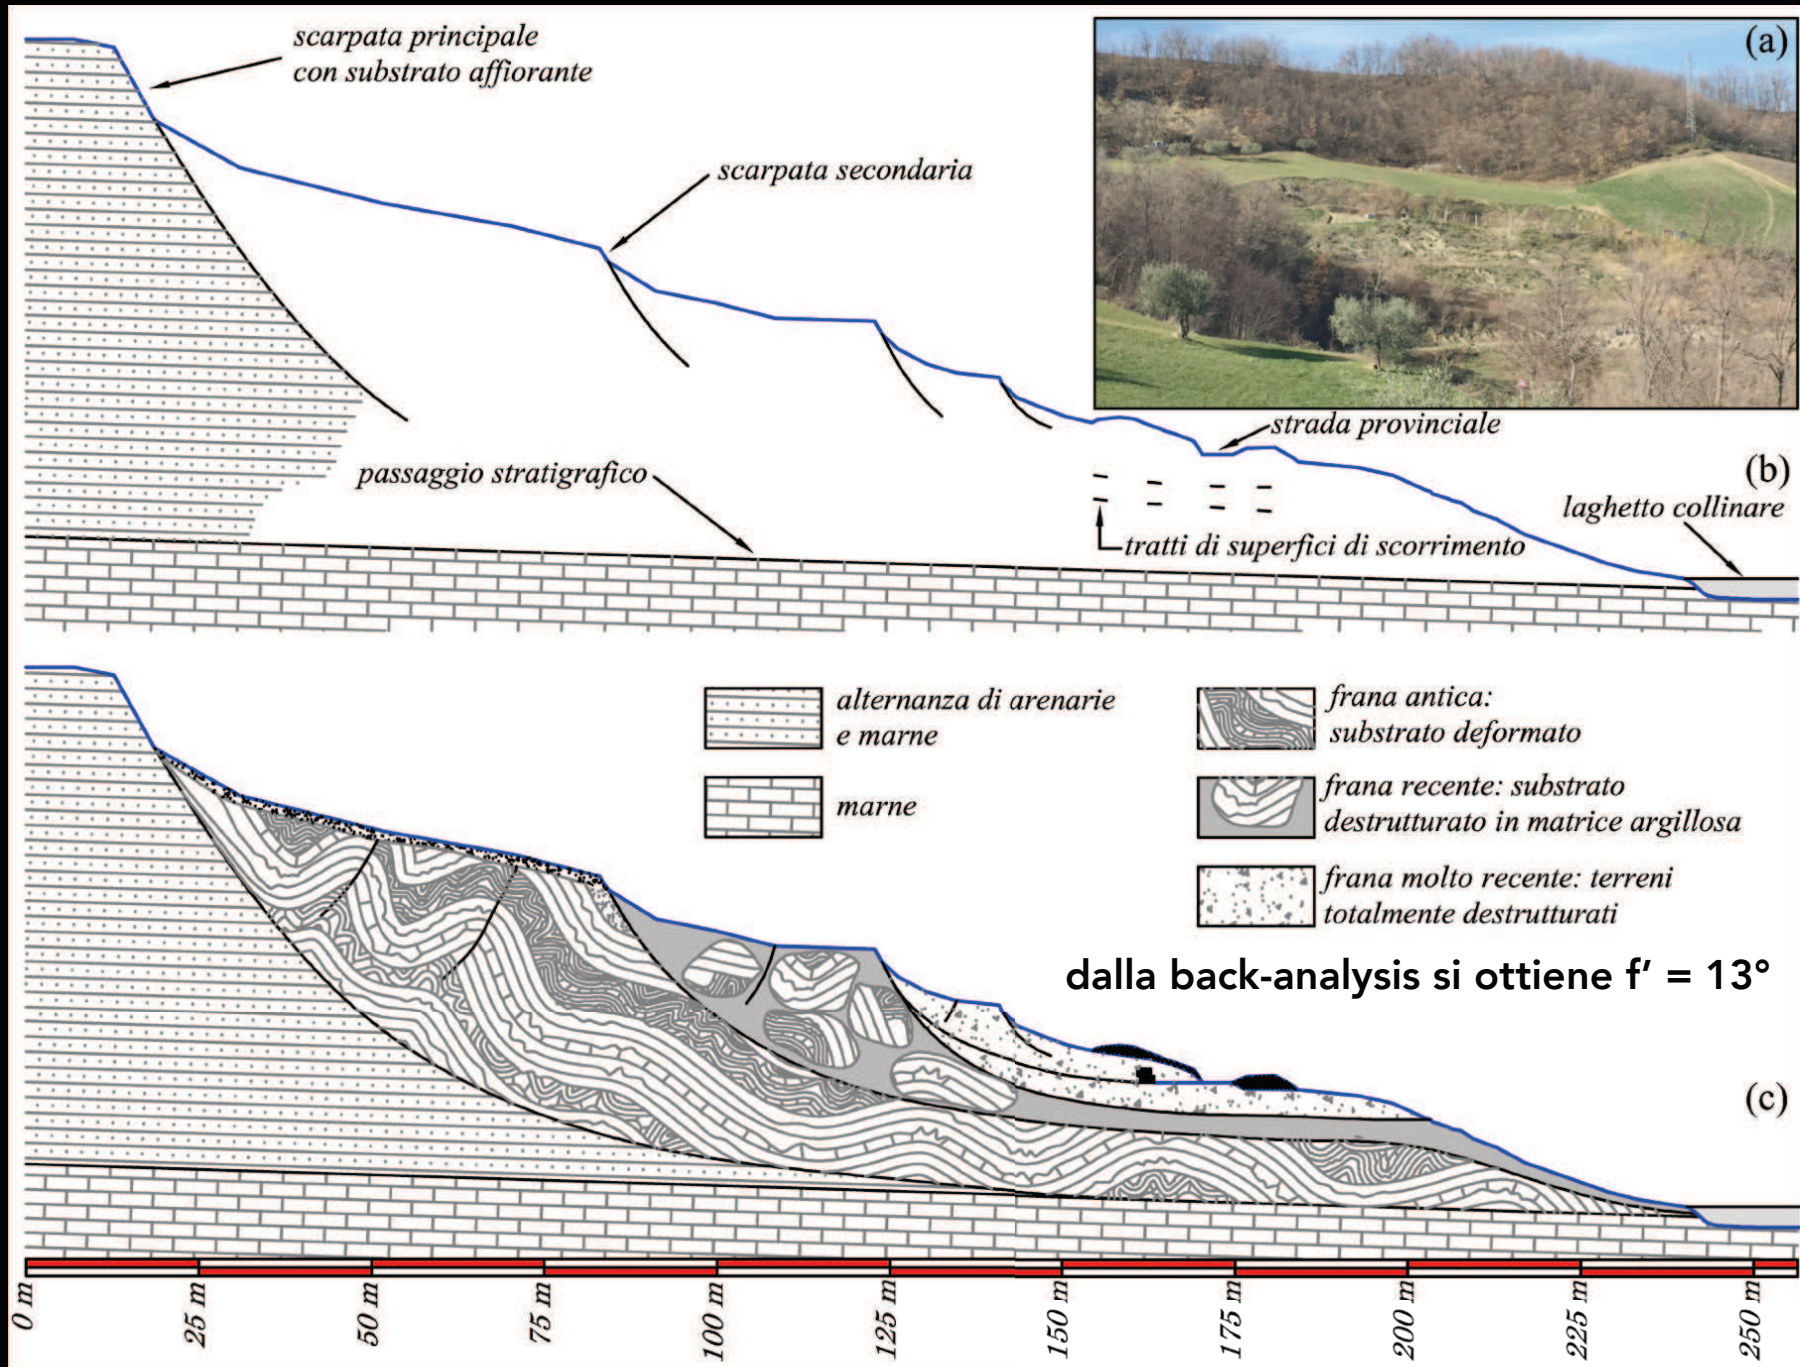 scarpata principale
con substrato affiorante
(a)
scarpata secondaria
strada provinciale
passaggio stratigrafico
(b)
laghetto collinare
tratti di superfici di scorrimento
alternanza di arenarie
e marne
marne
frana antica:
substrato deformato
frana recente: substrato
destrutturato in matrice argillosa
frana molto recente: terreni
totalmente destrutturati
dalla back-analysis si ottiene f' = 13°
(c)
0 m
25 m
50 m
75 m
100 m
125 m
150 m
175 m
200 m
225 m
250 m